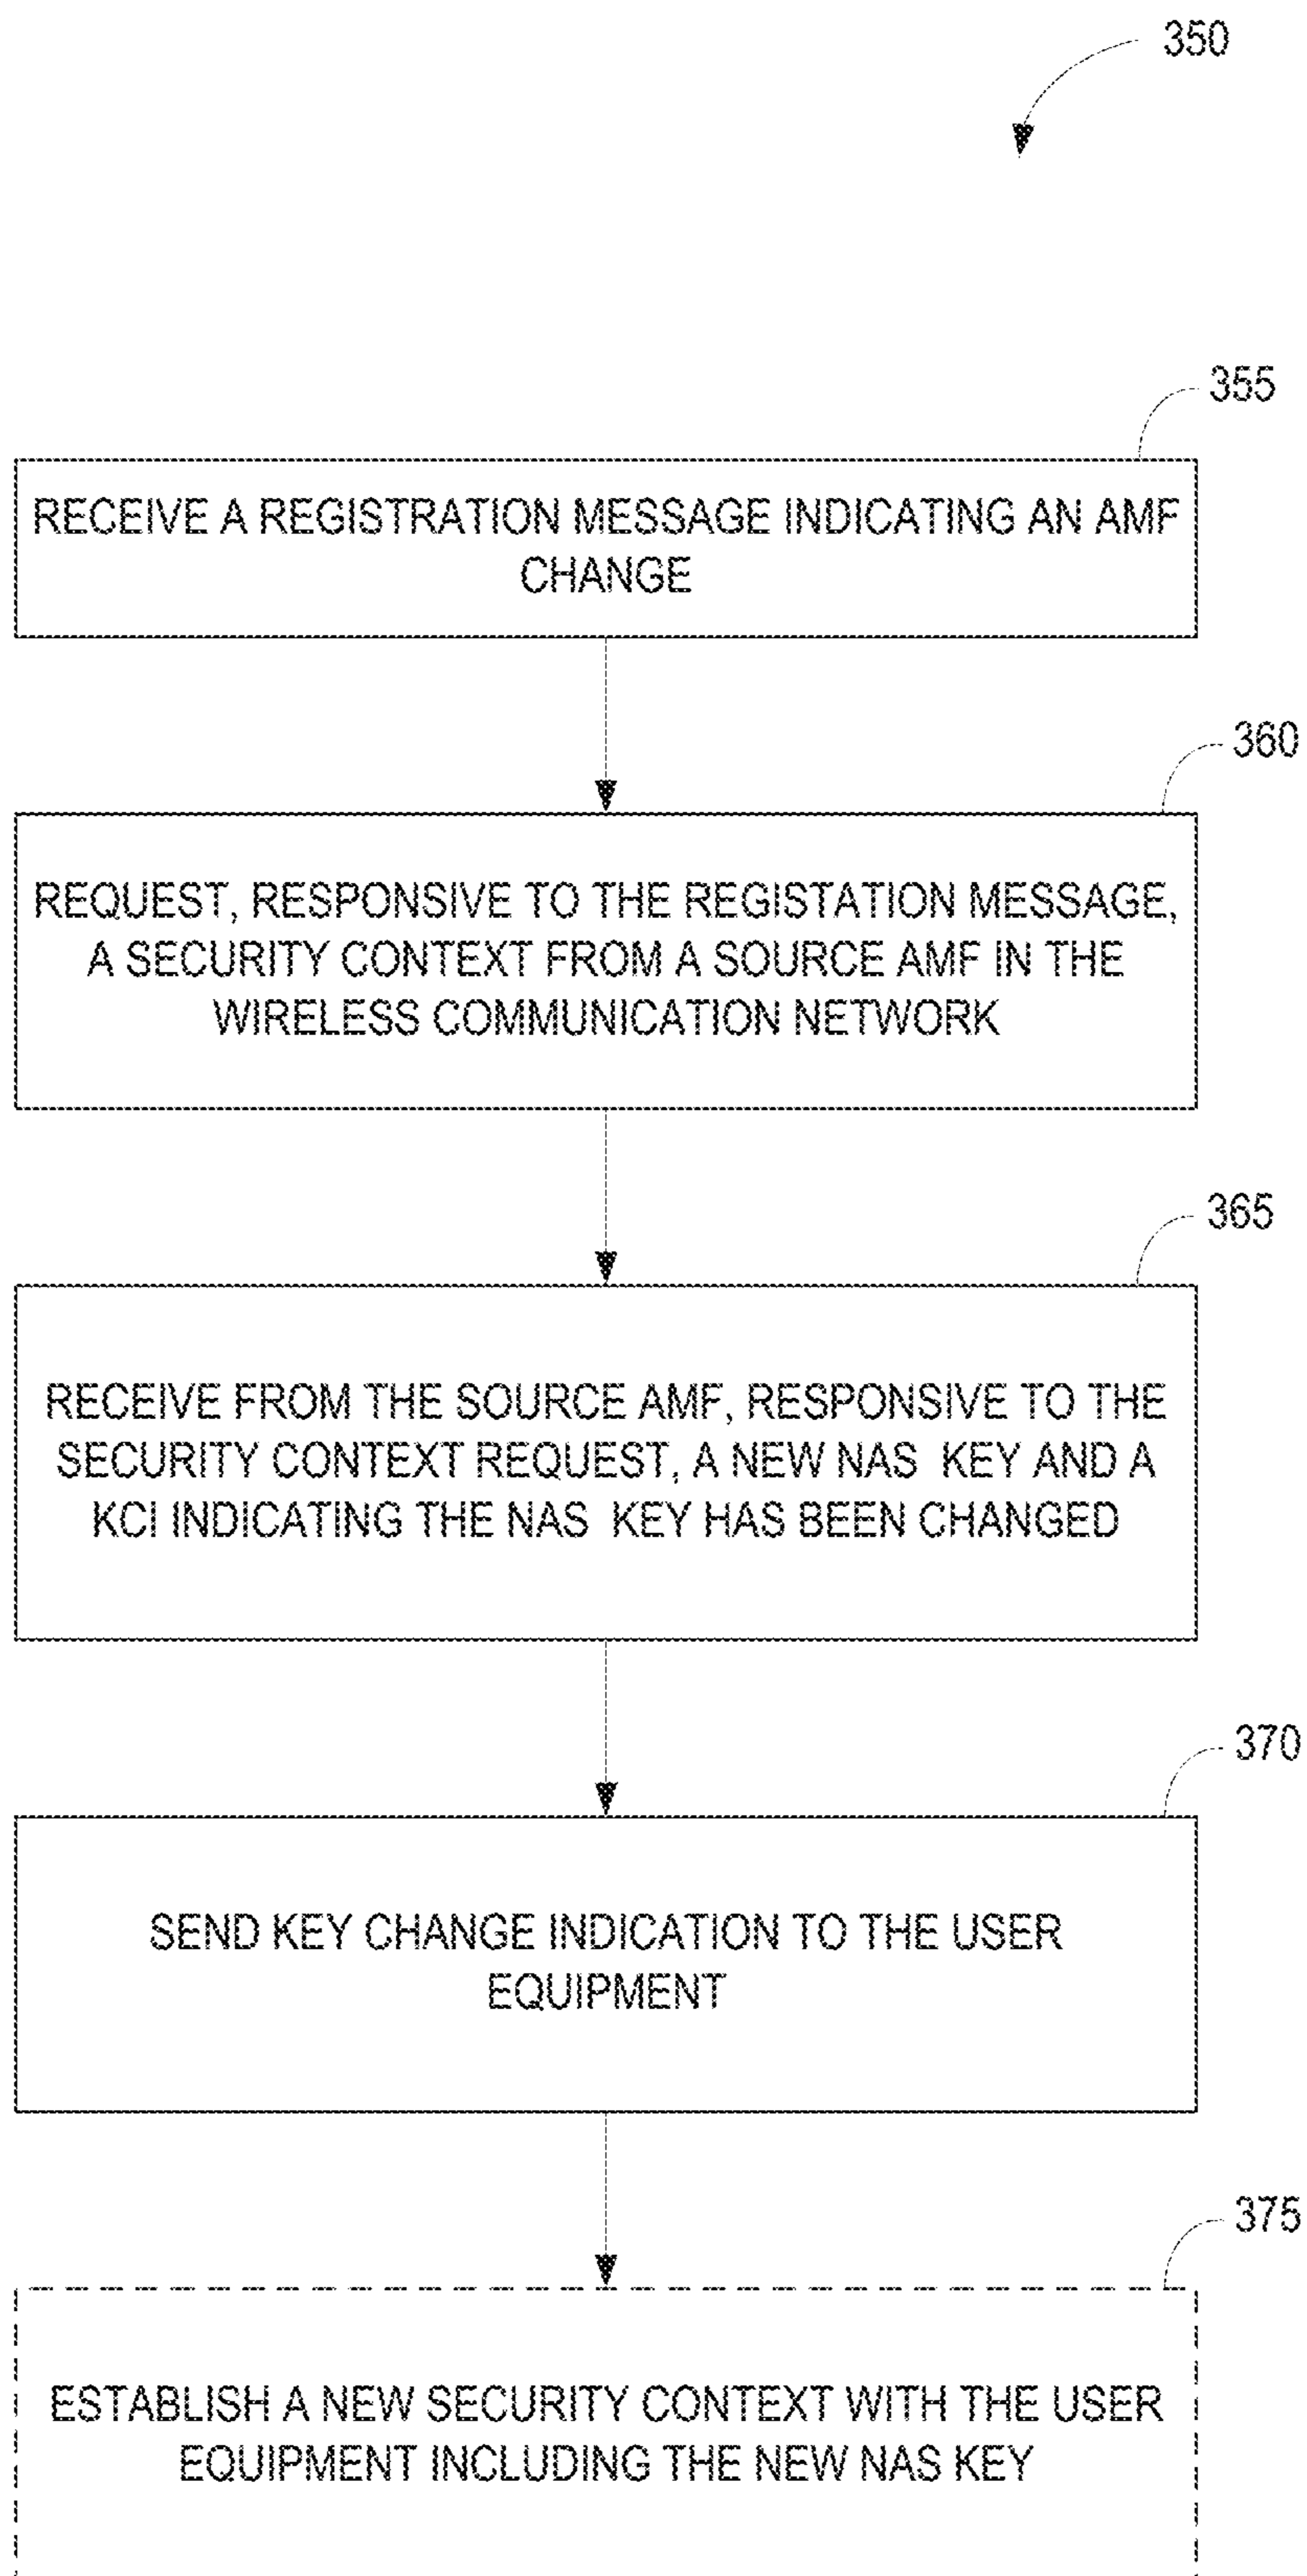 350
355
RECEIVE A REGISTRATION MESSAGE INDICATING AN AMF
CHANGE
360
REQUEST, RESPONSIVE TO THE REGISTATION MESSAGE,
A SECURITY CONTEXT FROM A SOURCE AMF IN THE
WIRELESS COMMUNICATION NETWORK
365
RECEIVE FROM THE SOURCE AMF, RESPONSIVE TO THE
SECURITY CONTEXT REQUEST, A NEW NAS KEY AND A
KCI INDICATING THE NAS KEY HAS BEEN CHANGED
370
SEND KEY CHANGE INDICATION TO THE USER
EQUIPMENT
375
ESTABLISH A NEW SECURITY CONTEXT WITH THE USER
EQUIPMENT INCLUDING THE NEW NAS KEY